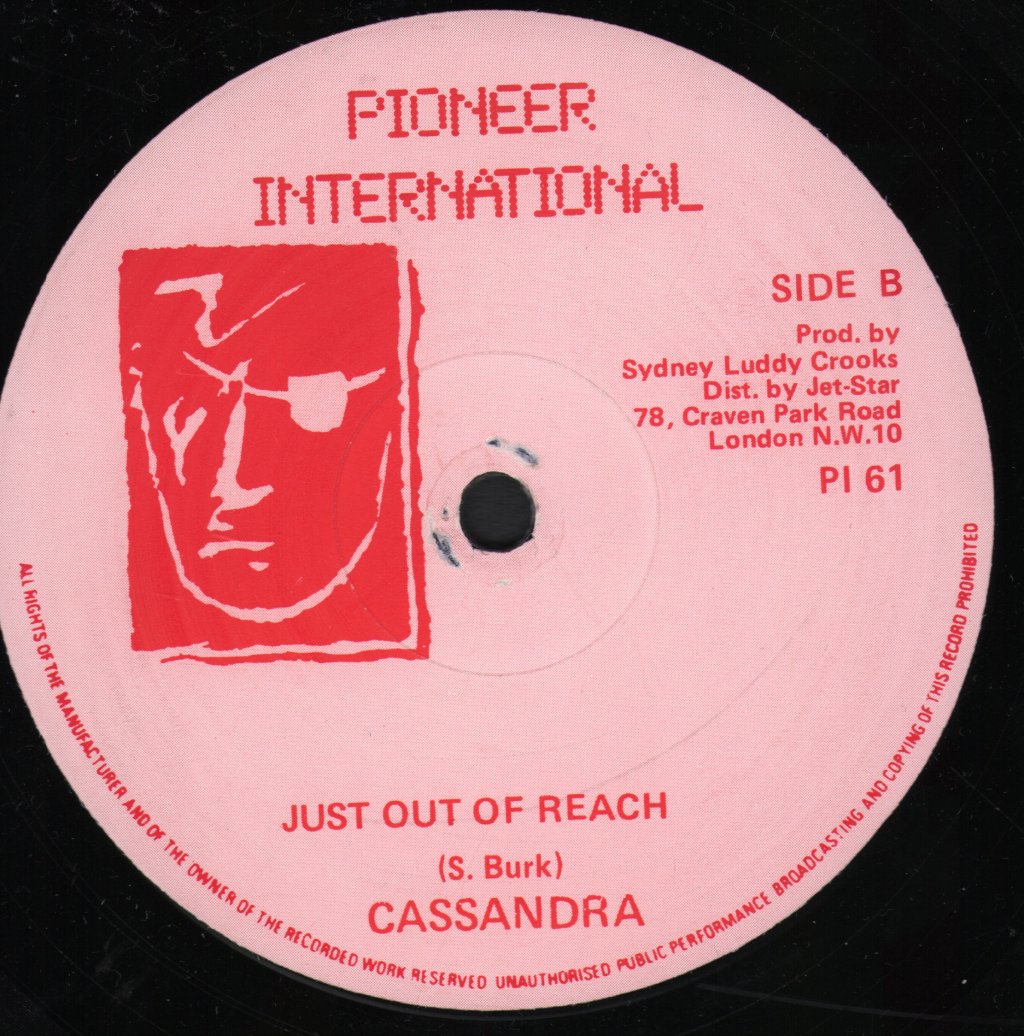 PIONEER
INTERNATIONAL
SIDE B
Prod. by
Sydney Luddy Crooks
Dist. by Jet-Star
78, Craven Park Road
London N.W.10
PI 61
JUST OUT OF REACH
(S. Burk)
CASSANDRA
ALL RIGHTS OF THE MANUFACTURER AND OF THE OWNER OF THE RECORDED WORK RESERVED UNAUTHORISED PUBLIC PERFORMANCE BROADCASTING AND COPYING OF THIS RECORD PROHIBITED